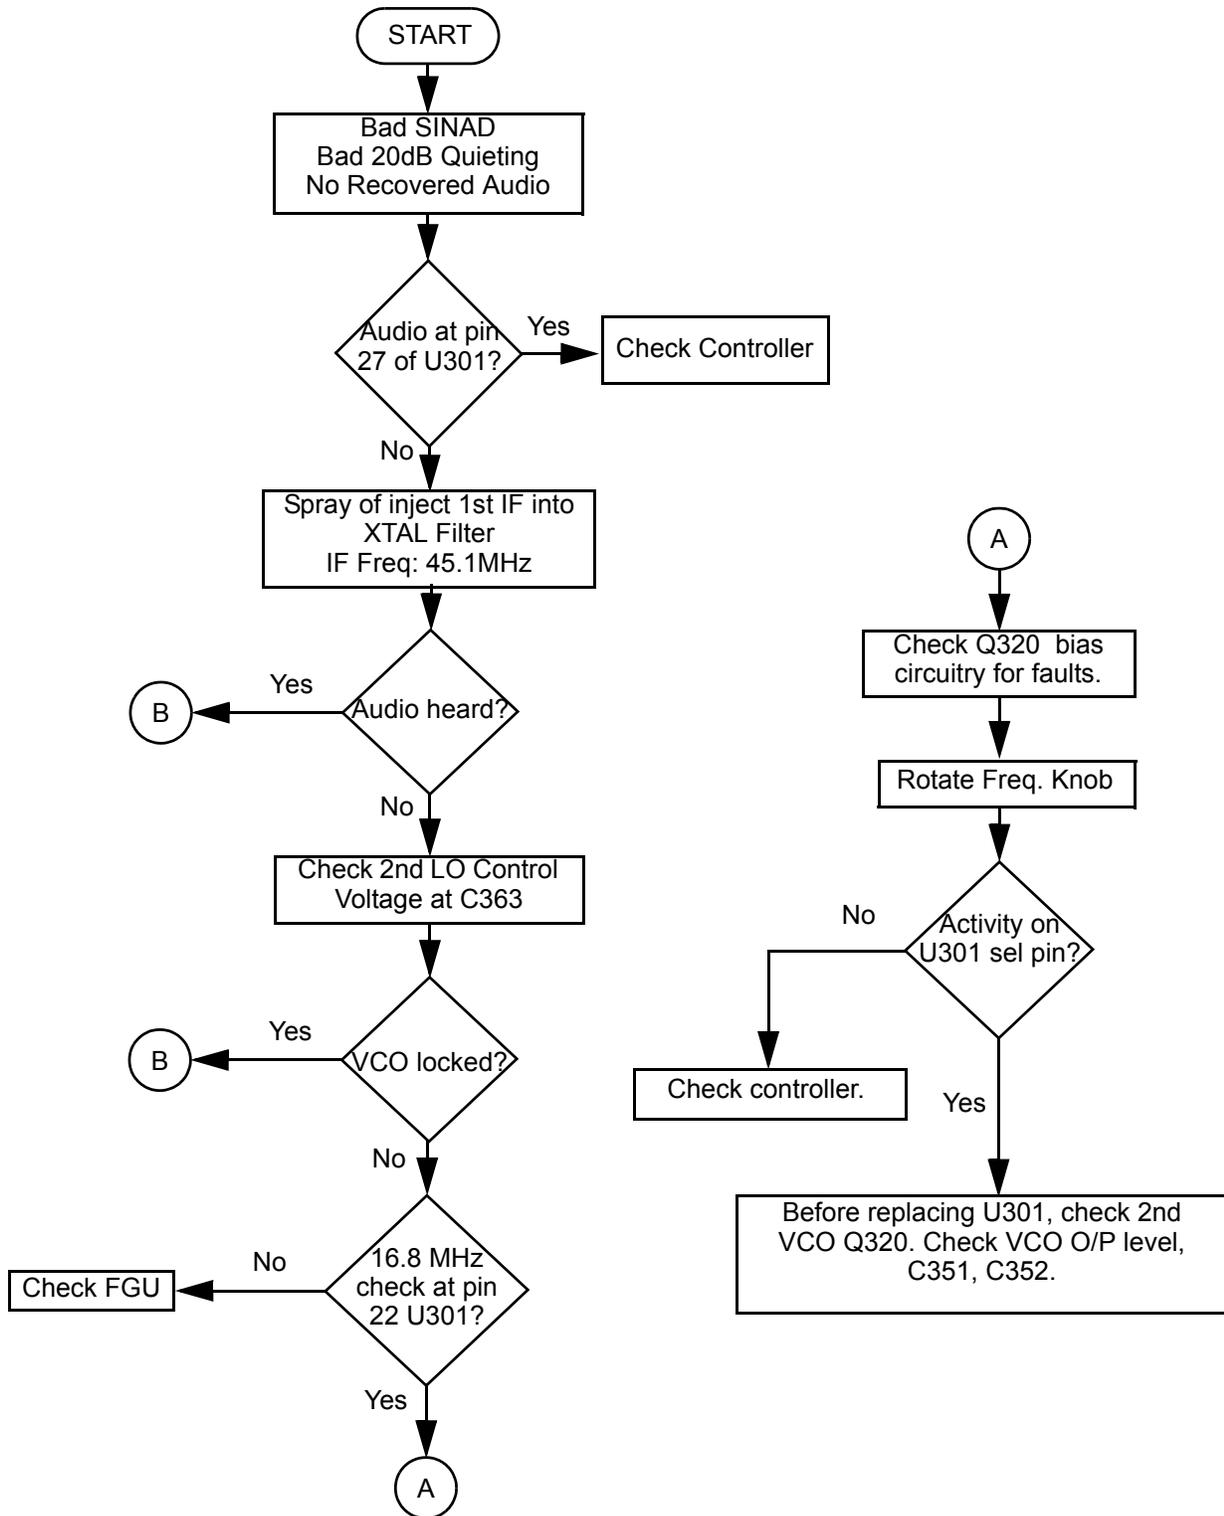 START
Bad SINAD
Bad 20dB Quieting
No Recovered Audio
Audio at pin
27 of U301?
Yes
Check Controller
No
Spray of inject 1st IF into
XTAL Filter
IF Freq: 45.1MHz
Audio heard?
Yes
B
No
Check 2nd LO Control
Voltage at C363
VCO locked?
Yes
B
No
16.8 MHz
check at pin
22 U301?
No
Check FGU
Yes
A
A
Check Q320 bias
circuitry for faults.
Rotate Freq. Knob
Activity on
U301 sel pin?
No
Check controller.
Yes
Before replacing U301, check 2nd
VCO Q320. Check VCO O/P level,
C351, C352.